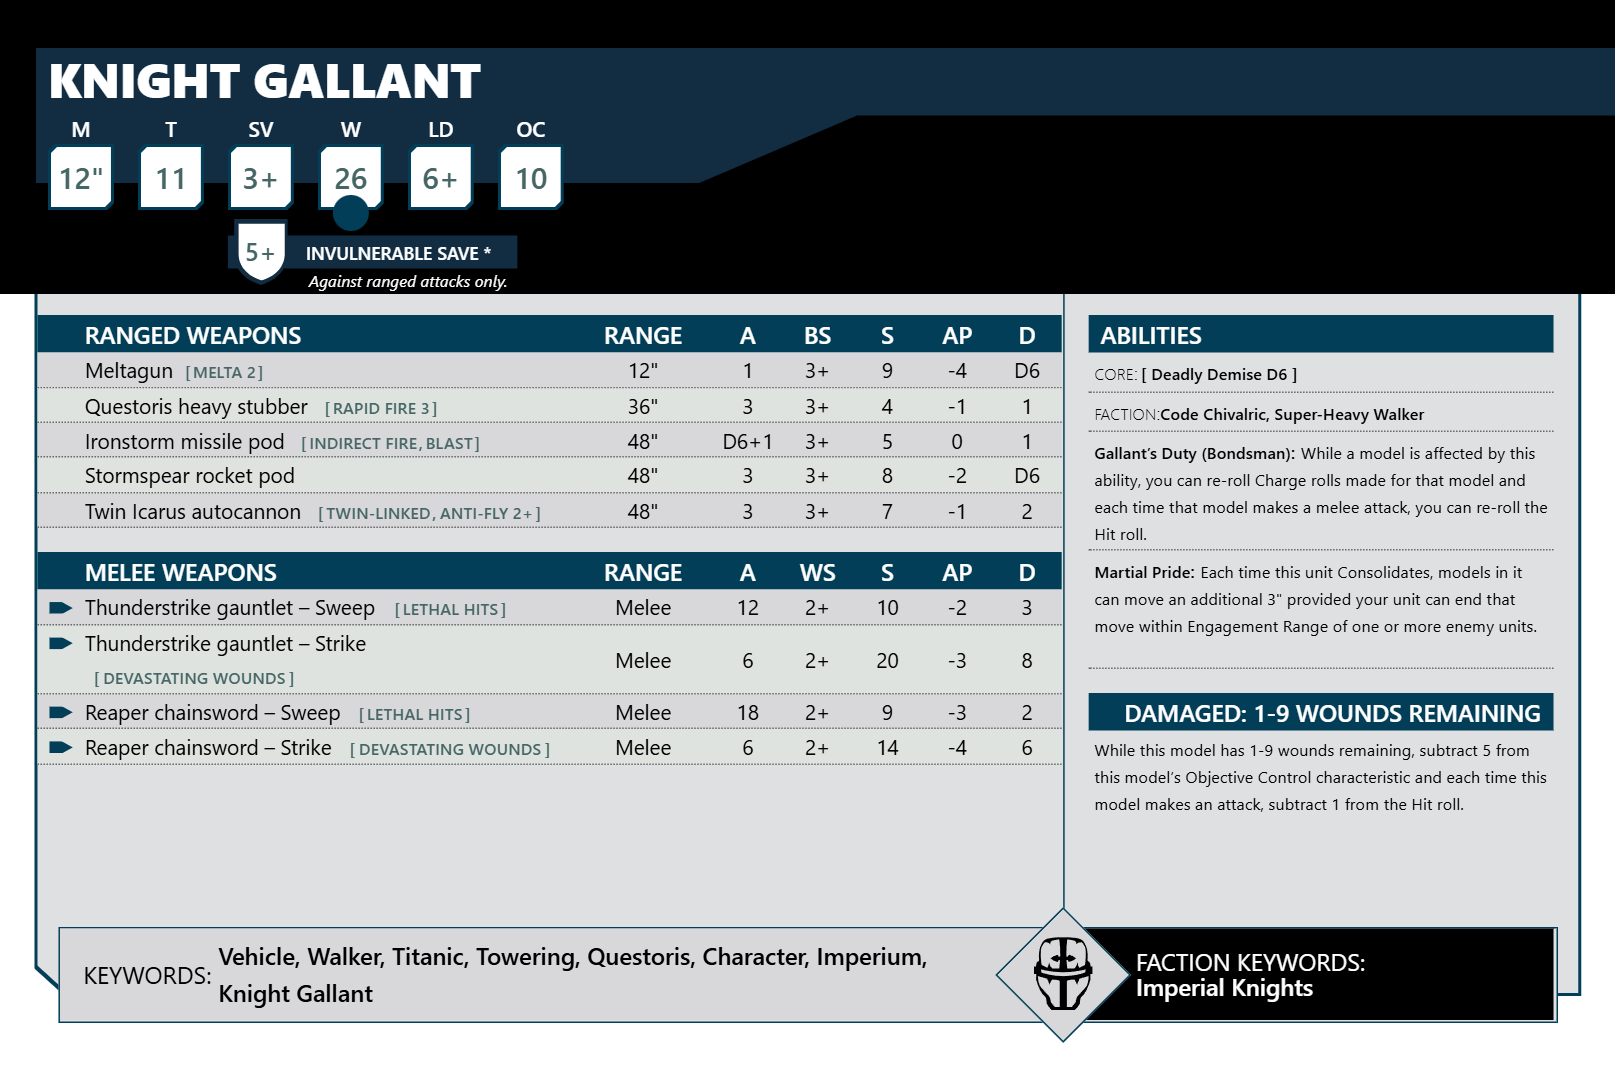 KNIGHT GALLANT
M T SV W LD OC
12" 11 3+ 26 6+ 10
5+ INVULNERABLE SAVE *
Against ranged attacks only.
RANGED WEAPONS RANGE A BS S AP D
Meltagun [MELTA 2] 12" 1 3+ 9 -4 D6
Questoris heavy stubber [RAPID FIRE 3] 36" 3 3+ 4 -1 1
Ironstorm missile pod [INDIRECT FIRE, BLAST] 48" D6+1 3+ 5 0 1
Stormspear rocket pod 48" 3 3+ 8 -2 D6
Twin Icarus autocannon [TWIN-LINKED, ANTI-FLY 2+] 48" 3 3+ 7 -1 2
MELEE WEAPONS RANGE A WS S AP D
Thunderstrike gauntlet – Sweep [LETHAL HITS] Melee 12 2+ 10 -2 3
Thunderstrike gauntlet – Strike
[DEVASTATING WOUNDS] Melee 6 2+ 20 -3 8
Reaper chainsword – Sweep [LETHAL HITS] Melee 18 2+ 9 -3 2
Reaper chainsword – Strike [DEVASTATING WOUNDS] Melee 6 2+ 14 -4 6
ABILITIES
CORE: [ Deadly Demise D6 ]
FACTION:Code Chivalric, Super-Heavy Walker
Gallant's Duty (Bondsman): While a model is affected by this
ability, you can re-roll Charge rolls made for that model and
each time that model makes a melee attack, you can re-roll the
Hit roll.
Martial Pride: Each time this unit Consolidates, models in it
can move an additional 3" provided your unit can end that
move within Engagement Range of one or more enemy units.
DAMAGED: 1-9 WOUNDS REMAINING
While this model has 1-9 wounds remaining, subtract 5 from
this model's Objective Control characteristic and each time this
model makes an attack, subtract 1 from the Hit roll.
KEYWORDS: Vehicle, Walker, Titanic, Towering, Questoris, Character, Imperium,
Knight Gallant
FACTION KEYWORDS:
Imperial Knights